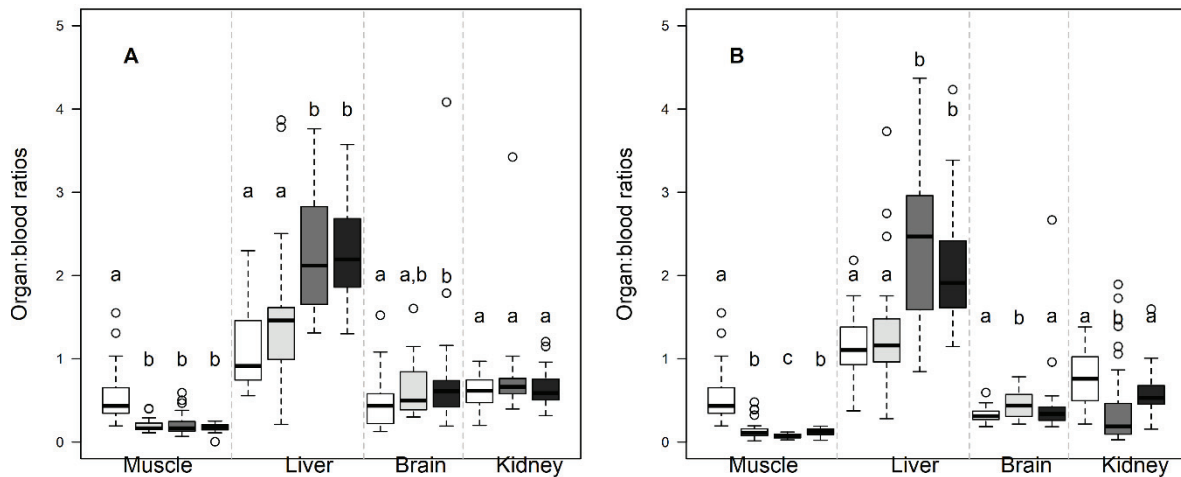 A
Organ:blood ratios
5
4
3
2
1
0
a b b b
a a b b
a a,b b
a a a
Muscle Liver Brain Kidney
B
Organ:blood ratios
5
4
3
2
1
0
a b c b
a a b b
a b a
a b a
Muscle Liver Brain Kidney